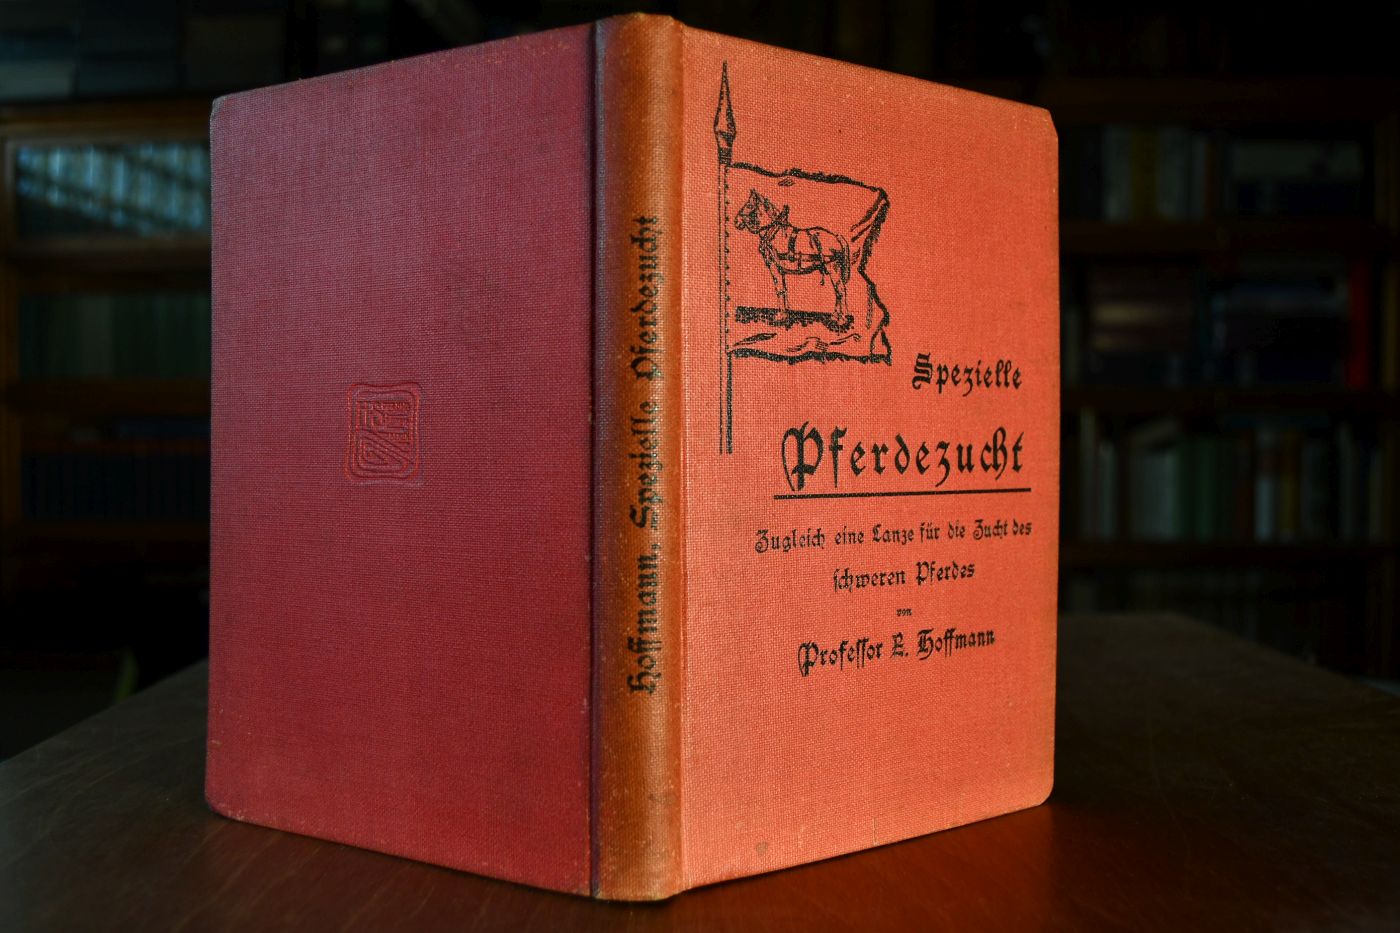 Hoffmann, Spezielle Pferdezucht
Spezielle
Pferdezucht
Zugleich eine Lanze für die Zucht des
schweren Pferdes
von
Professor L. Hoffmann